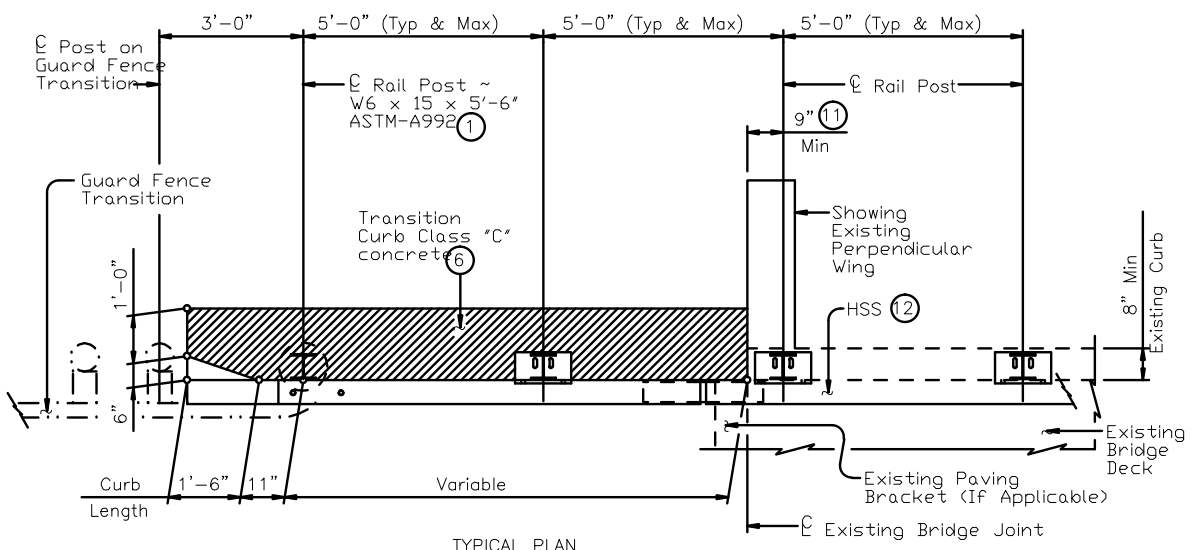 3'-0"
5'-0" (Typ & Max)
5'-0" (Typ & Max)
5'-0" (Typ & Max)
℄ Post on
Guard Fence
Transition
℄ Rail Post ~
W6 x 15 x 5'-6"
ASTM-A992 1
℄ Rail Post
9" 11
Min
Guard Fence
Transition
Transition
Curb Class "C"
concrete 6
Showing
Existing
Perpendicular
Wing
8" Min
Existing Curb
HSS 12
1'-0"
6"
Existing
Bridge
Deck
Existing Paving
Bracket (If Applicable)
Curb
Length
1'-6"
11"
Variable
℄ Existing Bridge Joint
TYPICAL PLAN